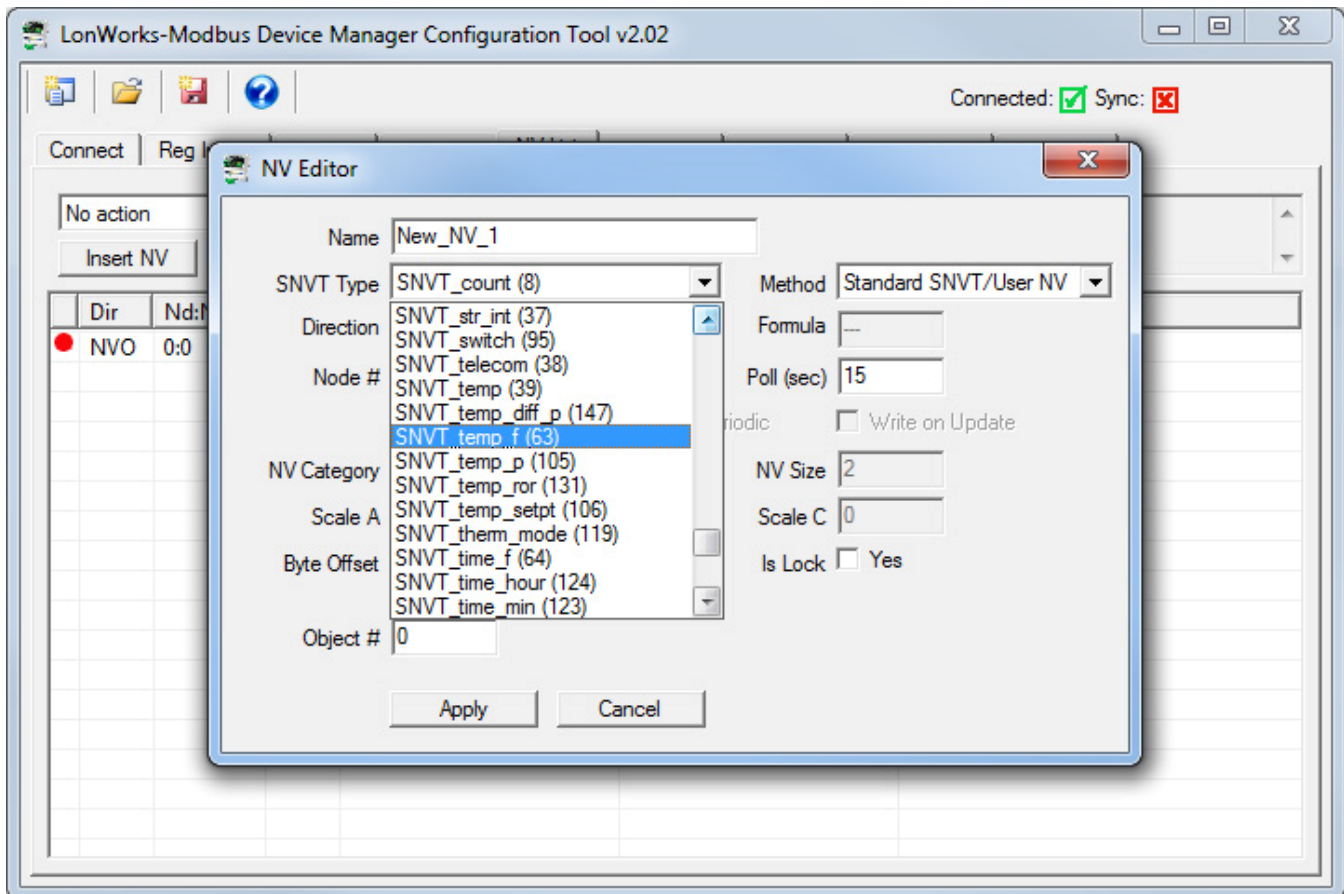 LonWorks-Modbus Device Manager Configuration Tool v2.02
Connected: Sync:
Connect Reg
NV Editor
No action
Insert NV
Name New_NV_1
SNVT Type SNVT_count (8) Method Standard SNVT/User NV
Dir
NVO 0:0
Direction Formula ---
Node # Poll (sec) 15
Write on Update
NV Category NV Size 2
Scale A Scale C 0
Byte Offset Is Lock Yes
SNVT_str_int (37)
SNVT_switch (95)
SNVT_telecom (38)
SNVT_temp (39)
SNVT_temp_diff_p (147)
SNVT_temp_f (63)
SNVT_temp_p (105)
SNVT_temp_ror (131)
SNVT_temp_setpt (106)
SNVT_therm_mode (119)
SNVT_time_f (64)
SNVT_time_hour (124)
SNVT_time_min (123)
Object # 0
Apply Cancel